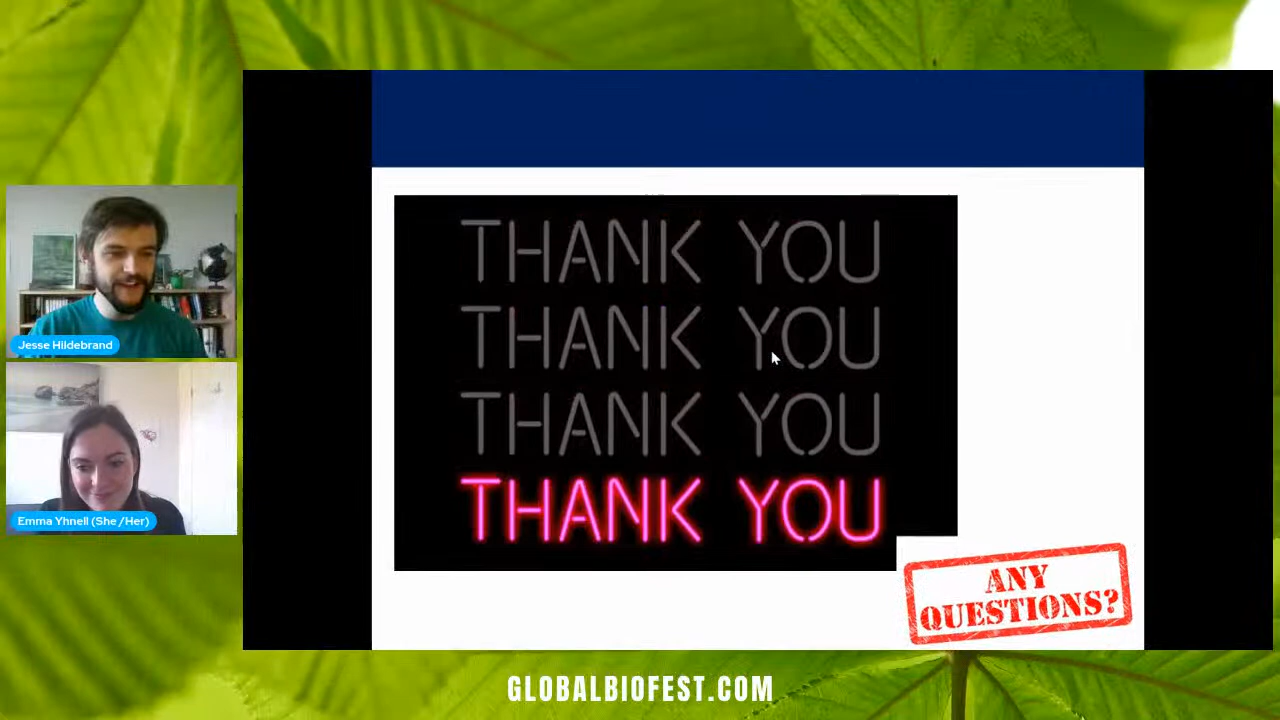 Jesse Hildebrand
Emma Yhnell (She/Her)
THANK YOU
THANK YOU
THANK YOU
THANK YOU
ANY
QUESTIONS?
GLOBALBIOFEST.COM